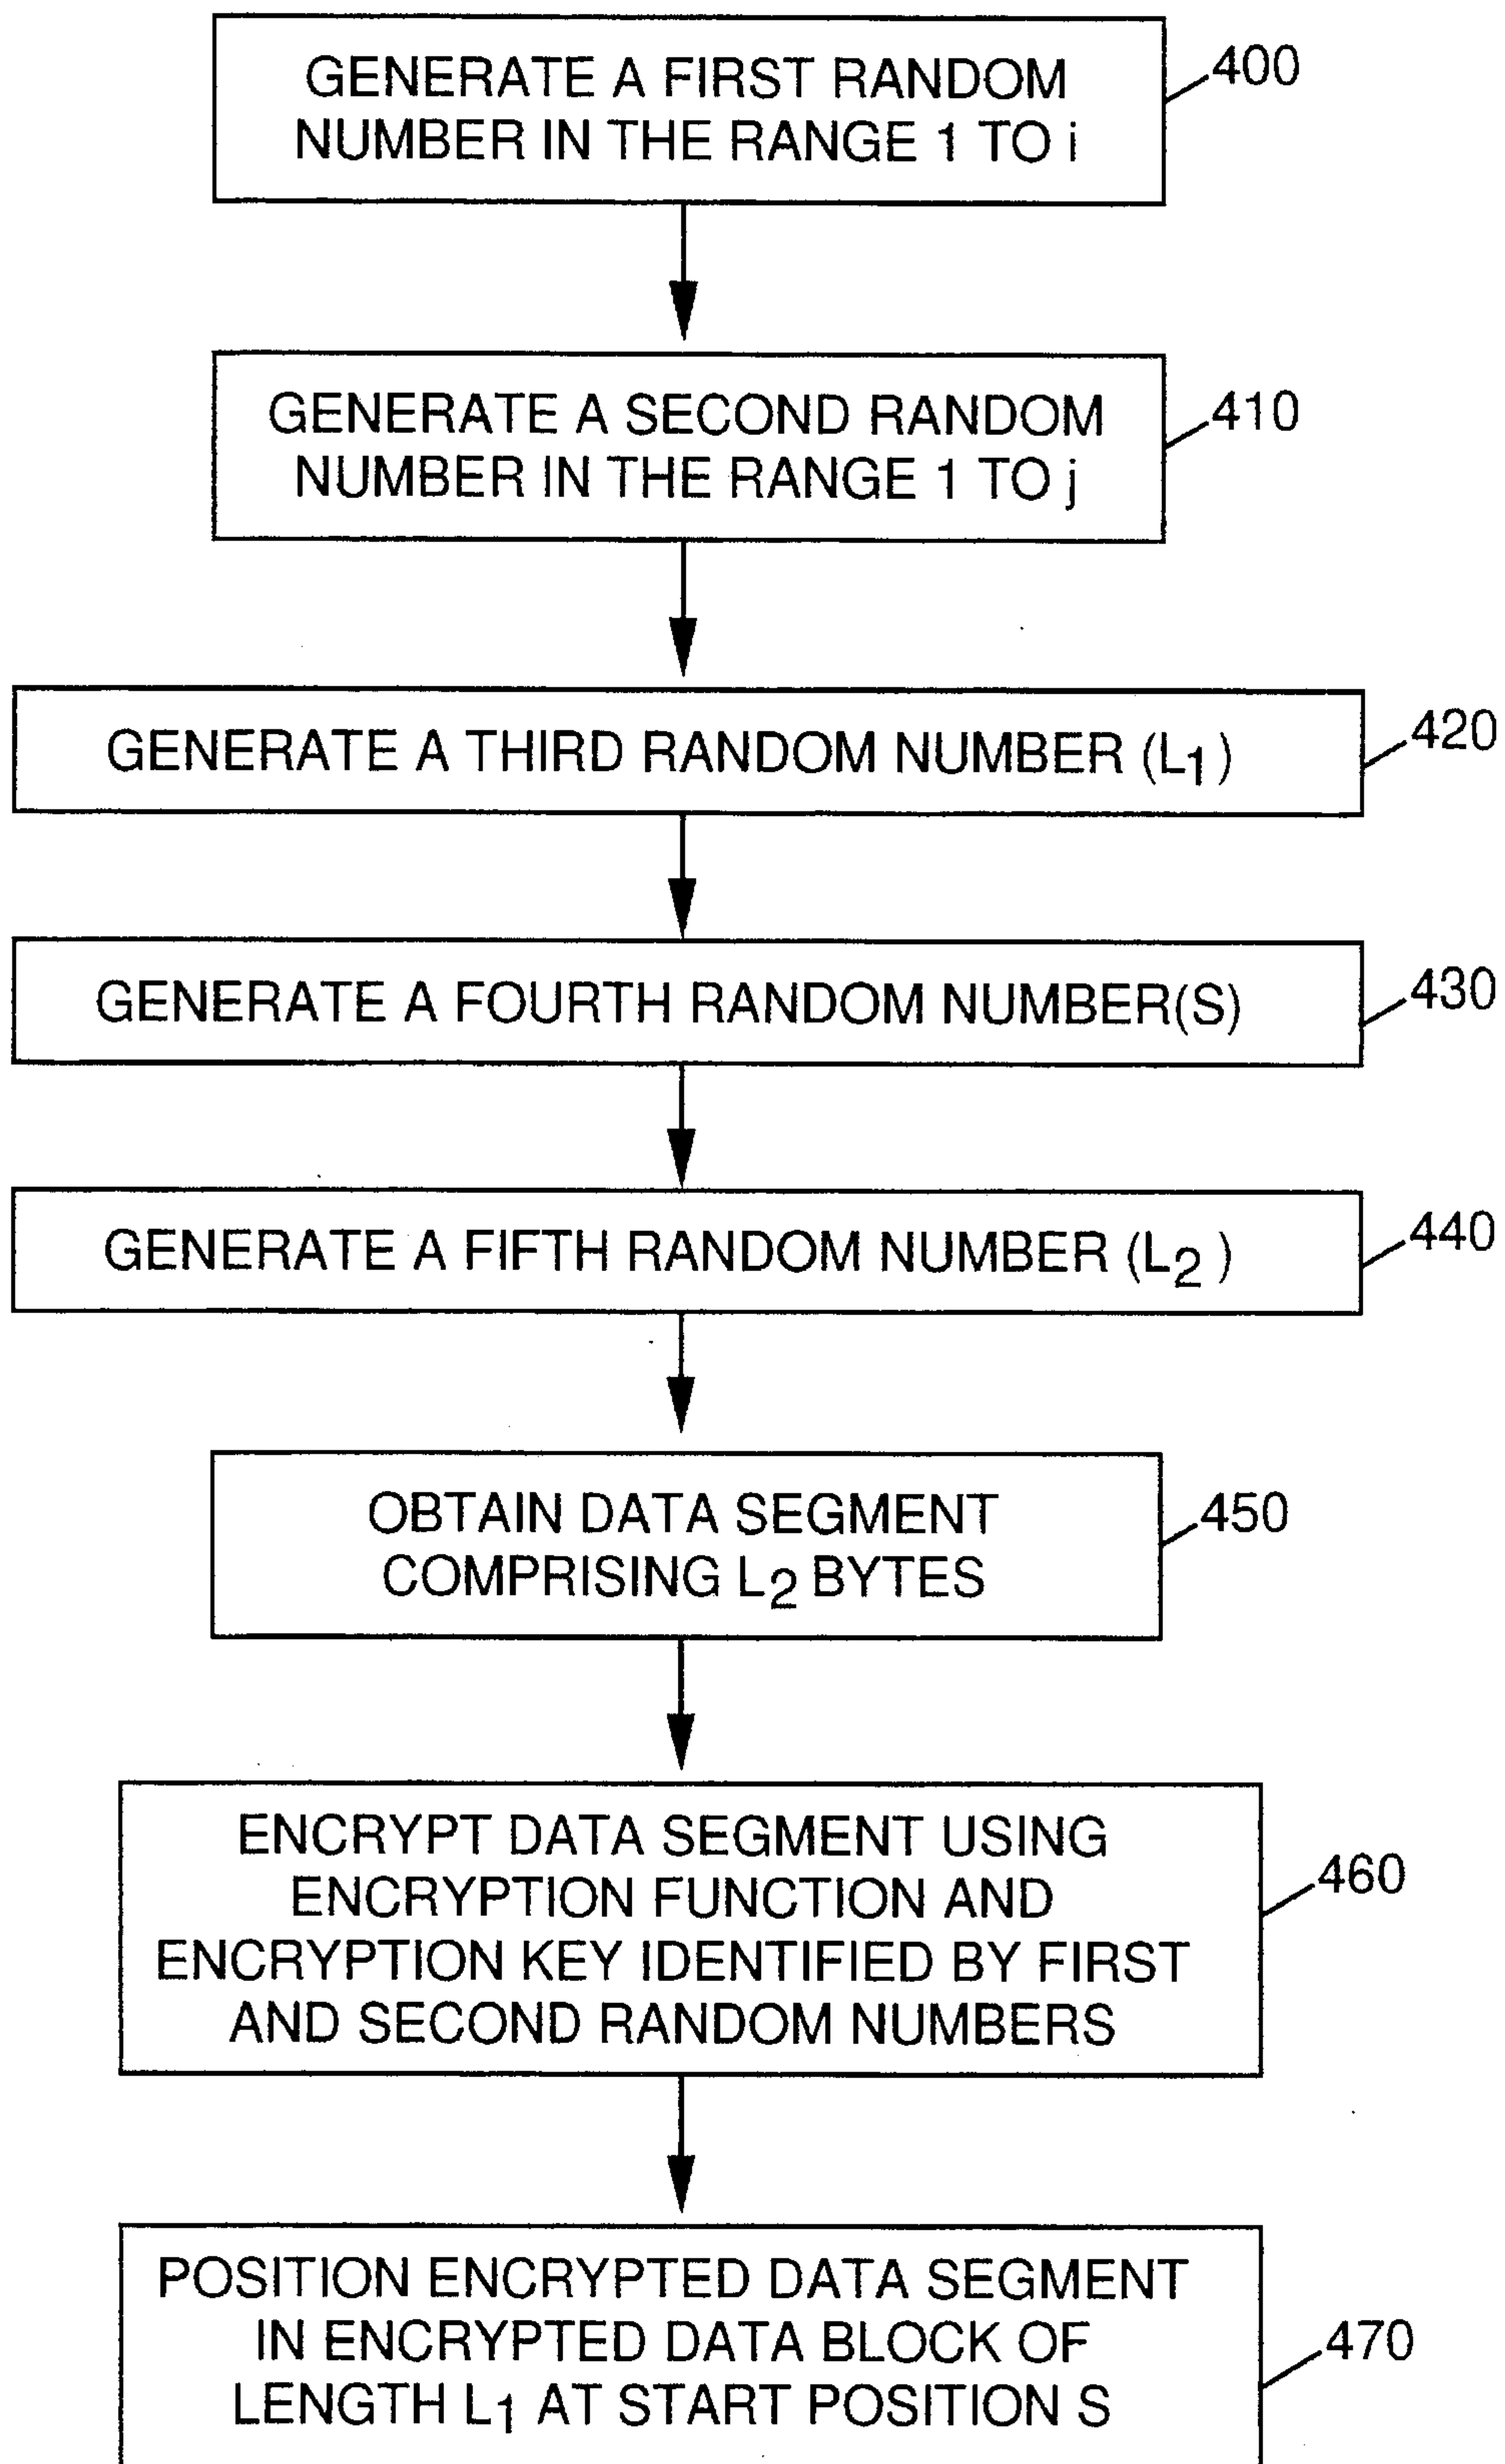 GENERATE A FIRST RANDOM
NUMBER IN THE RANGE 1 TO i
400
GENERATE A SECOND RANDOM
NUMBER IN THE RANGE 1 TO j
410
GENERATE A THIRD RANDOM NUMBER (L1)
420
GENERATE A FOURTH RANDOM NUMBER(S)
430
GENERATE A FIFTH RANDOM NUMBER (L2 )
440
OBTAIN DATA SEGMENT
COMPRISING L2 BYTES
450
ENCRYPT DATA SEGMENT USING
ENCRYPTION FUNCTION AND
ENCRYPTION KEY IDENTIFIED BY FIRST
AND SECOND RANDOM NUMBERS
460
POSITION ENCRYPTED DATA SEGMENT
IN ENCRYPTED DATA BLOCK OF
LENGTH L1 AT START POSITION S
470